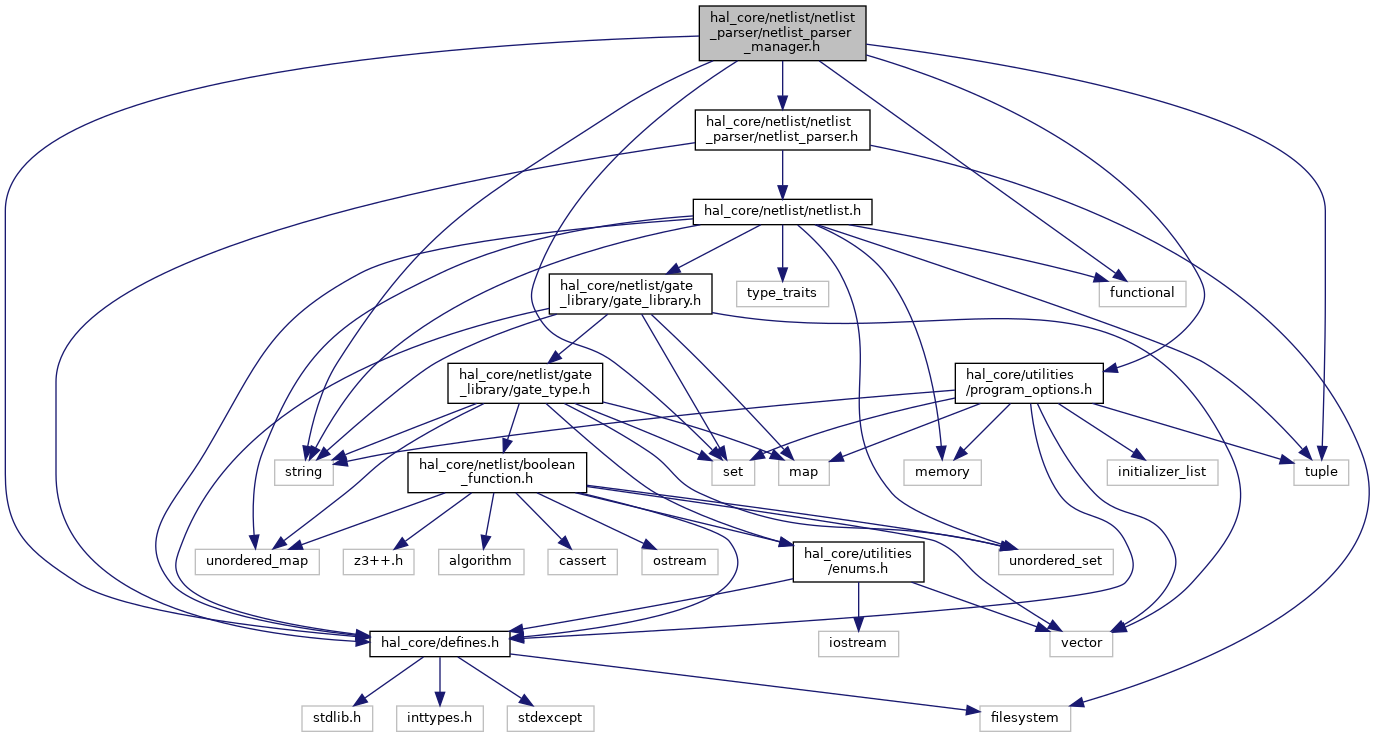 hal_core/netlist/netlist
_parser/netlist_parser
_manager.h
hal_core/netlist/netlist
_parser/netlist_parser.h
hal_core/netlist/netlist.h
hal_core/netlist/gate
_library/gate_library.h
type_traits
functional
hal_core/netlist/gate
_library/gate_type.h
hal_core/utilities
/program_options.h
string
hal_core/netlist/boolean
_function.h
set
map
memory
initializer_list
tuple
unordered_map
z3++.h
algorithm
cassert
ostream
hal_core/utilities
/enums.h
unordered_set
hal_core/defines.h
iostream
vector
stdlib.h
inttypes.h
stdexcept
filesystem